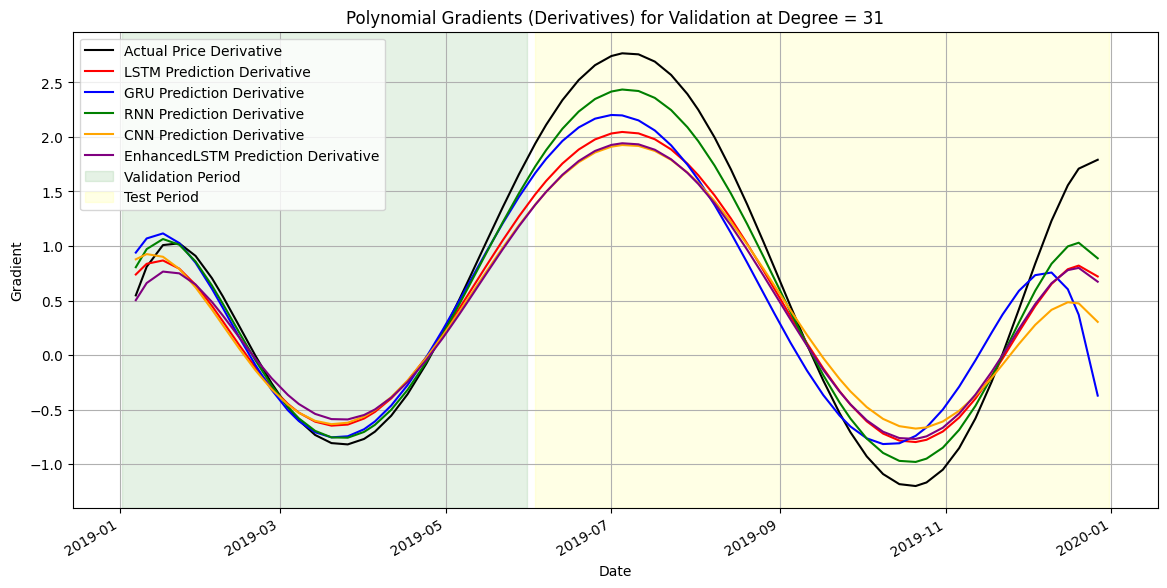 Polynomial Gradients (Derivatives) for Validation at Degree = 31
Actual Price Derivative
LSTM Prediction Derivative
GRU Prediction Derivative
RNN Prediction Derivative
CNN Prediction Derivative
EnhancedLSTM Prediction Derivative
Validation Period
Test Period
Gradient
2.5
2.0
1.5
1.0
0.5
0.0
−0.5
−1.0
2019-01
2019-03
2019-05
2019-07
2019-09
2019-11
2020-01
Date